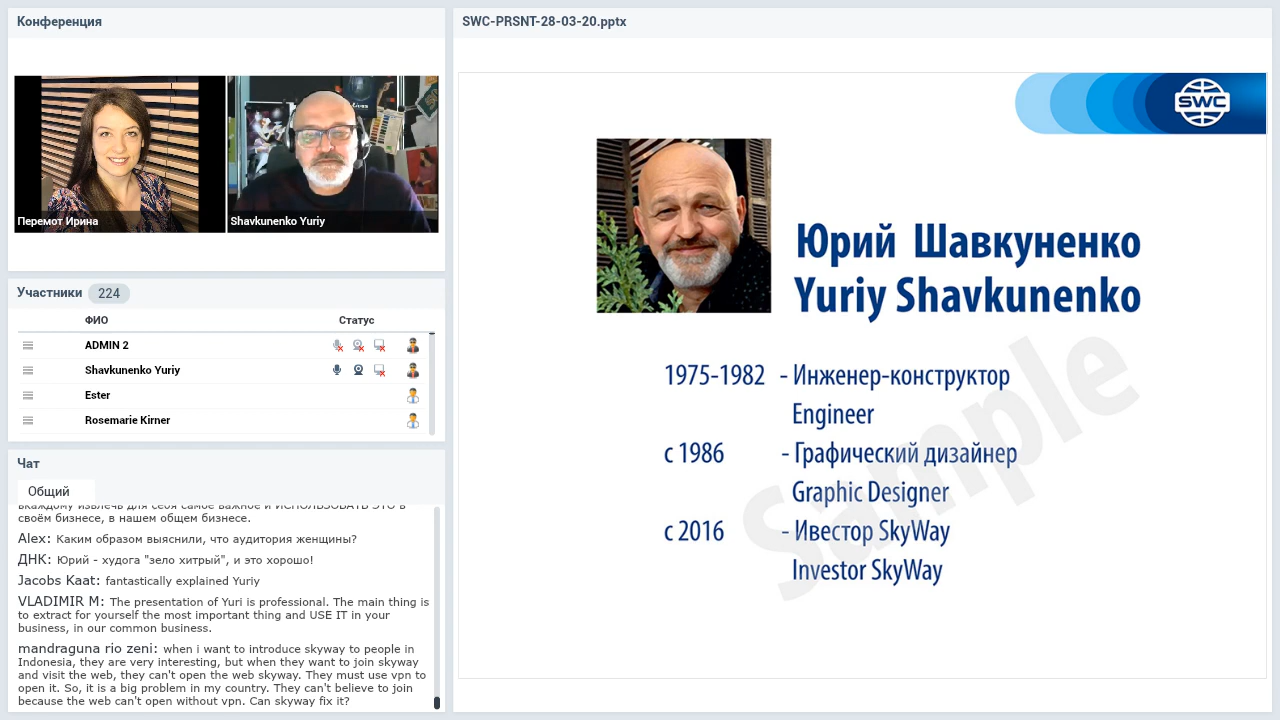 Конференция
Перемот Ирина
Shavkunenko Yuriy
Участники 224
ФИО Статус
ADMIN 2
Shavkunenko Yuriy
Ester
Rosemarie Kirner
Чат
Общий
вкаждому извлечь для себя самое важное и ИСПОЛЬЗОВАТЬ ЭТО в
своём бизнесе, в нашем общем бизнесе.
Alex: Каким образом выяснили, что аудитория женщины?
ДНК: Юрий - худога "зело хитрый", и это хорошо!
Jacobs Kaat: fantastically explained Yuriy
VLADIMIR M: The presentation of Yuri is professional. The main thing is
to extract for yourself the most important thing and USE IT in your
business, in our common business.
mandraguna rio zeni: when i want to introduce skyway to people in
Indonesia, they are very interesting, but when they want to join skyway
and visit the web, they can't open the web skyway. They must use vpn to
open it. So, it is a big problem in my country. They can't believe to join
because the web can't open without vpn. Can skyway fix it?
SWC-PRSNT-28-03-20.pptx
SWC
Юрий Шавкуненко
Yuriy Shavkunenko
1975-1982 - Инженер-конструктор
Engineer
с 1986 - Графический дизайнер
Graphic Designer
с 2016 - Ивестор SkyWay
Investor SkyWay
Sample